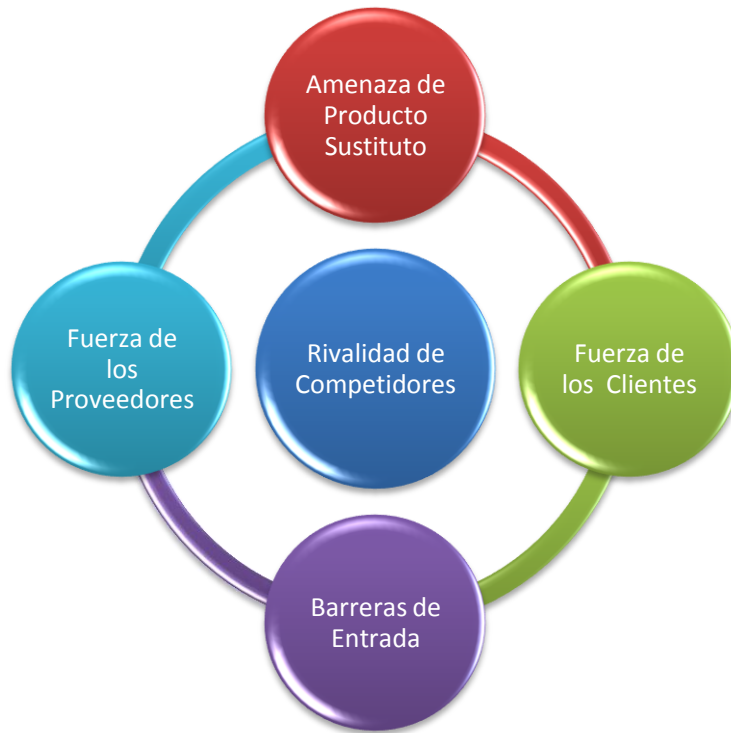 Amenaza de
Producto
Sustituto
Fuerza de
los
Proveedores
Rivalidad de
Competidores
Fuerza de
los Clientes
Barreras de
Entrada